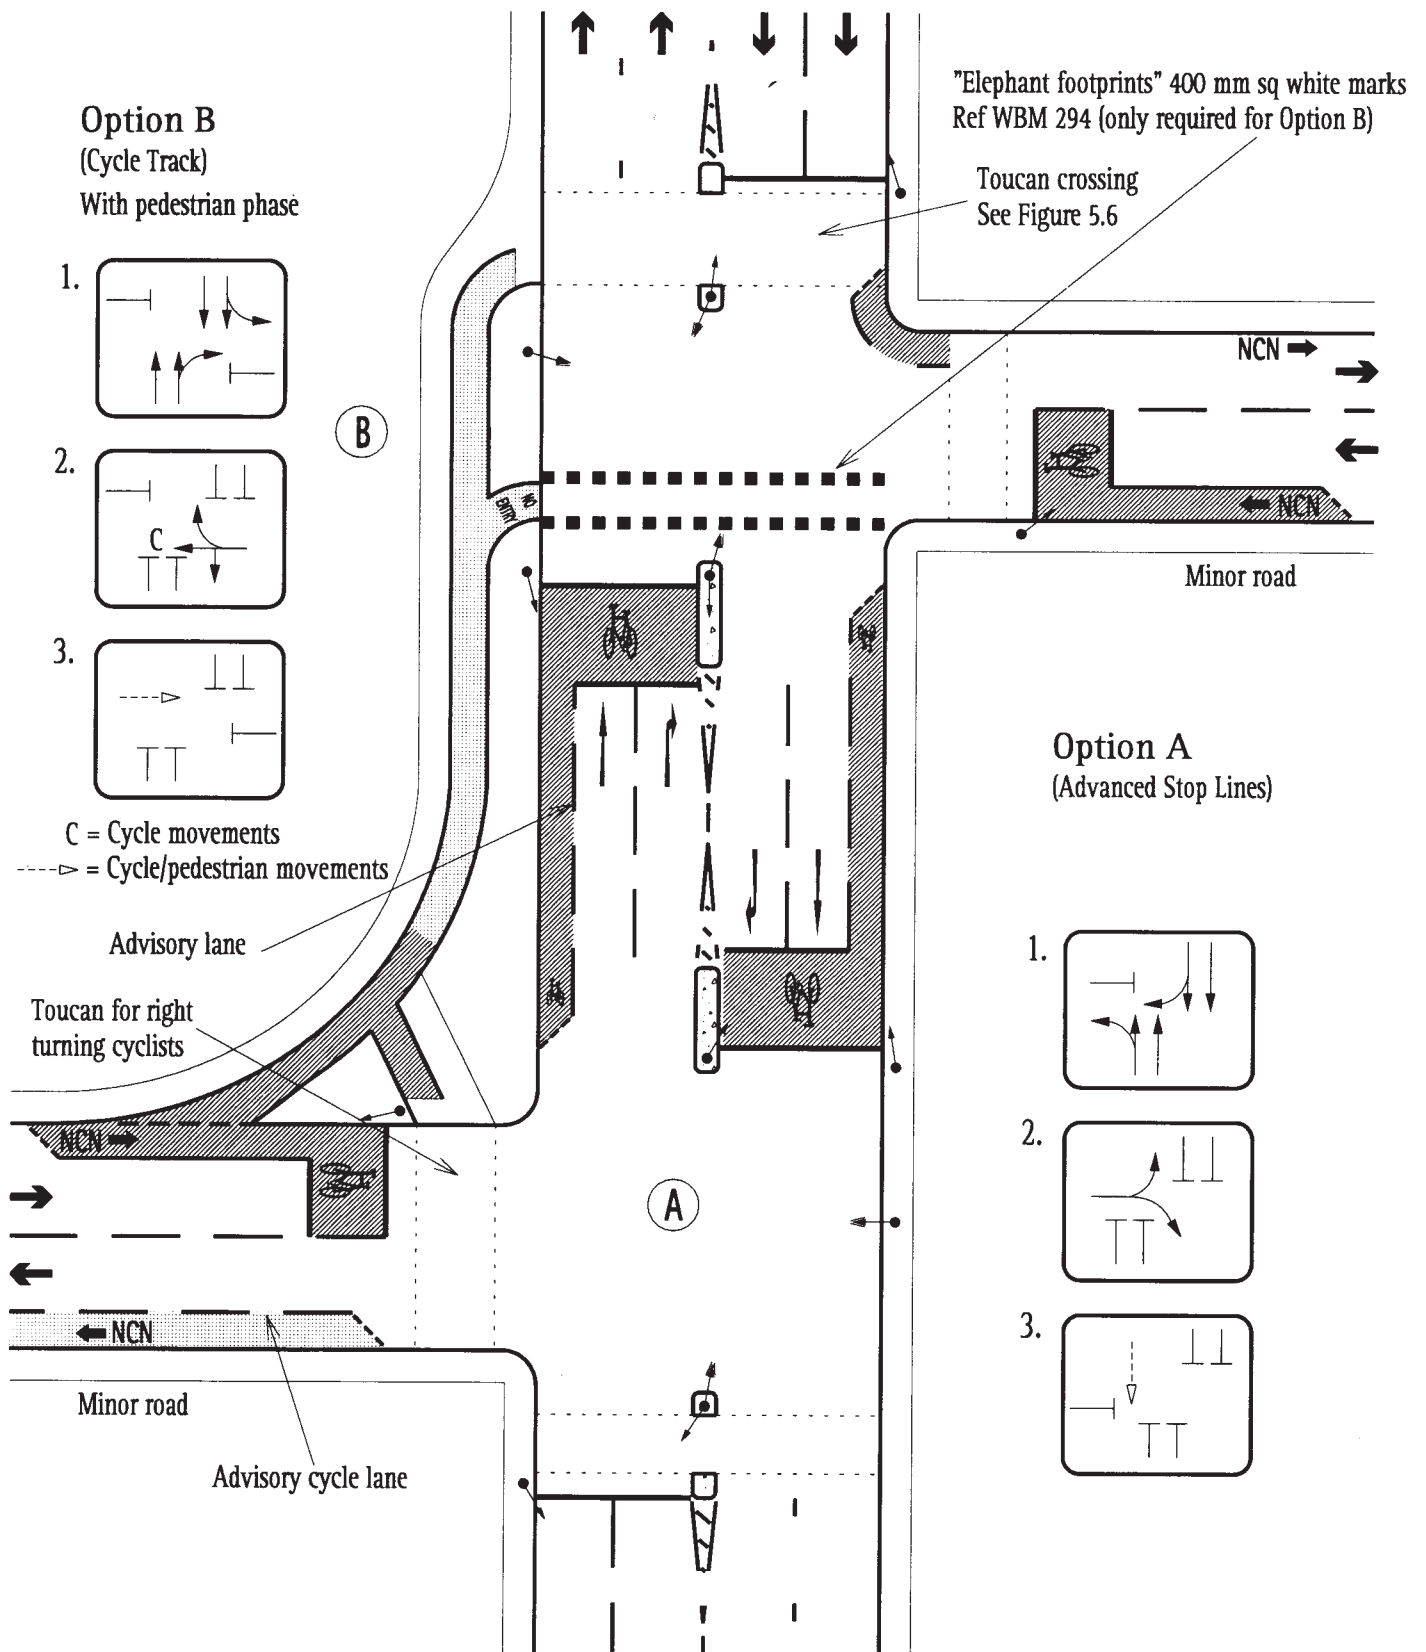 "Elephant footprints" 400 mm sq white marks
Ref WBM 294 (only required for Option B)
Toucan crossing
See Figure 5.6
Option B
(Cycle Track)
With pedestrian phase
1.
2.
C
3.
C = Cycle movements
= Cycle/pedestrian movements
B
NO
ENTRY
NCN
NCN
Minor road
Option A
(Advanced Stop Lines)
1.
2.
3.
Advisory lane
Toucan for right
turning cyclists
NCN
A
NCN
Minor road
Advisory cycle lane